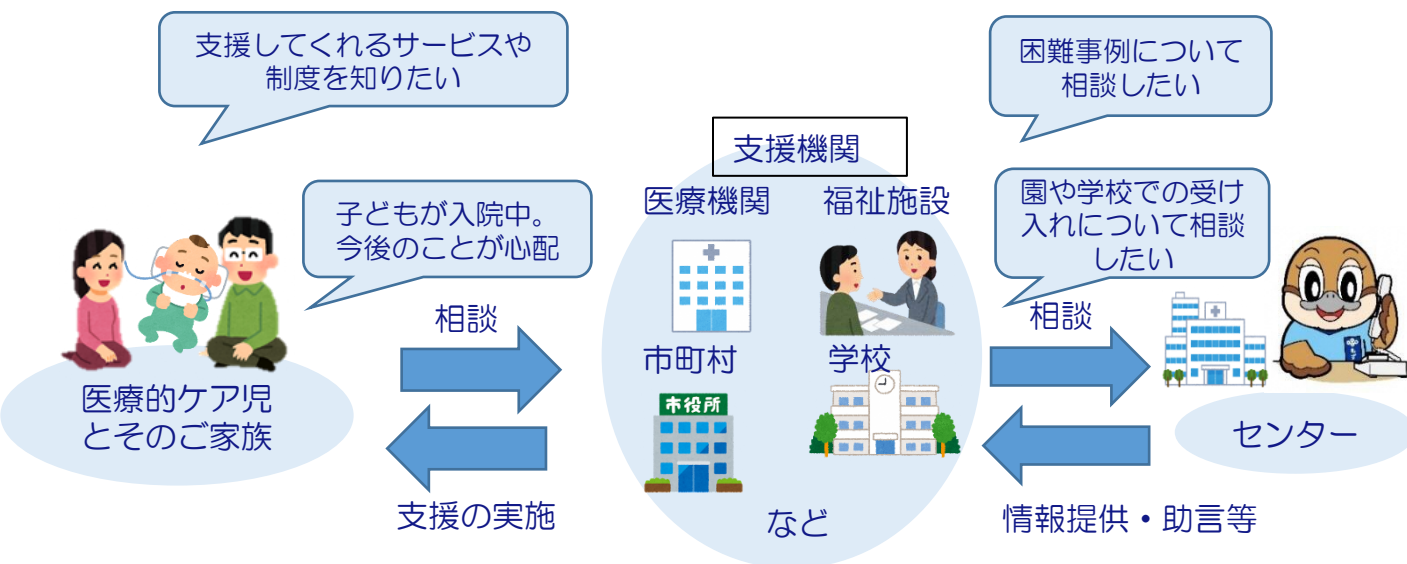 支援してくれるサービスや
制度を知りたい
困難事例について
相談したい
支援機関
医療機関
福祉施設
子どもが入院中。
今後のことが心配
園や学校での受け
入れについて相談
したい
相談
相談
市町村
学校
市役所
医療的ケア児
とそのご家族
センター
支援の実施
など
情報提供・助言等